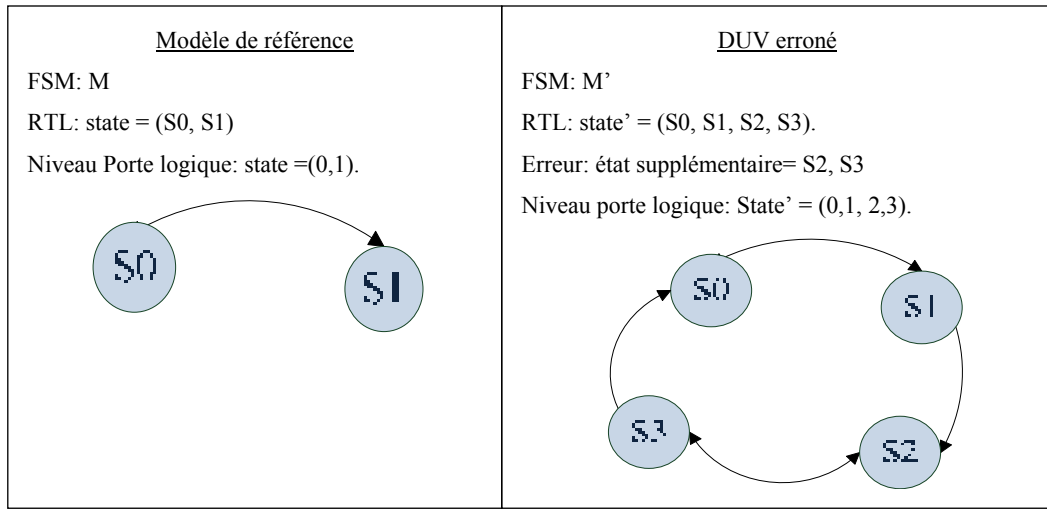 Modèle de référence
FSM: M
RTL: state = (S0, S1)
Niveau Porte logique: state =(0,1).
S0
S1
DUV erroné
FSM: M’
RTL: state’ = (S0, S1, S2, S3).
Erreur: état supplémentaire= S2, S3
Niveau porte logique: State’ = (0,1, 2,3).
S0
S1
S3
S2